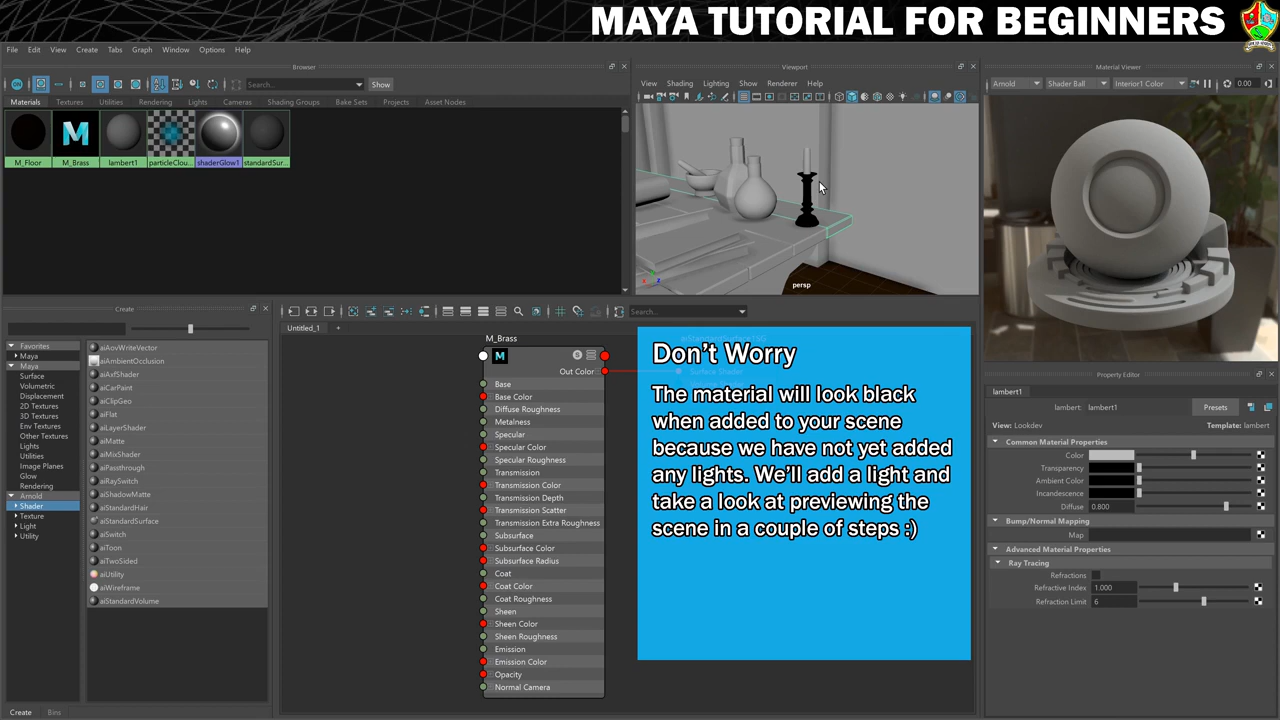 MAYA TUTORIAL FOR BEGINNERS
File Edit View Create Tabs Graph Window Options Help
Browser
Viewport
Material Viewer
Search...
Show
View Shading Lighting Show Renderer Help
Arnold
Shader Ball
Interior1 Color
0.00
ON
Materials Textures Utilities Rendering Lights Cameras Shading Groups Bake Sets Projects Asset Nodes
M_Floor M_Brass lambert1 particleClou... shaderGlow1 standardSur...
persp
Create
Untitled_1 +
Search...
Favorites
Maya
Maya
Surface
Volumetric
Displacement
2D Textures
3D Textures
Env Textures
Other Textures
Lights
Utilities
Image Planes
Glow
Rendering
Arnold
Shader
Texture
Light
Utility
aiAovWriteVector
aiAmbientOcclusion
aiAxfShader
aiCarPaint
aiClipGeo
aiFlat
aiLayerShader
aiMatte
aiMixShader
aiPassthrough
aiRaySwitch
aiShadowMatte
aiStandardHair
aiStandardSurface
aiSwitch
aiToon
aiTwoSided
aiUtility
aiWireframe
aiStandardVolume
M_Brass
Out Color
Base
Base Color
Diffuse Roughness
Metalness
Specular
Specular Color
Specular Roughness
Transmission
Transmission Color
Transmission Depth
Transmission Scatter
Transmission Extra Roughness
Subsurface
Subsurface Color
Subsurface Radius
Coat
Coat Color
Coat Roughness
Sheen
Sheen Color
Sheen Roughness
Emission
Emission Color
Opacity
Normal Camera
aiStandardSurface1SG
Surface Shader
Volume Shader
Don't Worry
The material will look black
when added to your scene
because we have not yet added
any lights. We'll add a light and
take a look at previewing the
scene in a couple of steps :)
Property Editor
lambert1
lambert: lambert1
Presets
View: Lookdev
Template: lambert
Common Material Properties
Color
Transparency
Ambient Color
Incandescence
Diffuse 0.800
Bump/Normal Mapping
Map
Advanced Material Properties
Ray Tracing
Refractions
Refractive Index 1.000
Refraction Limit 6
Create Bins